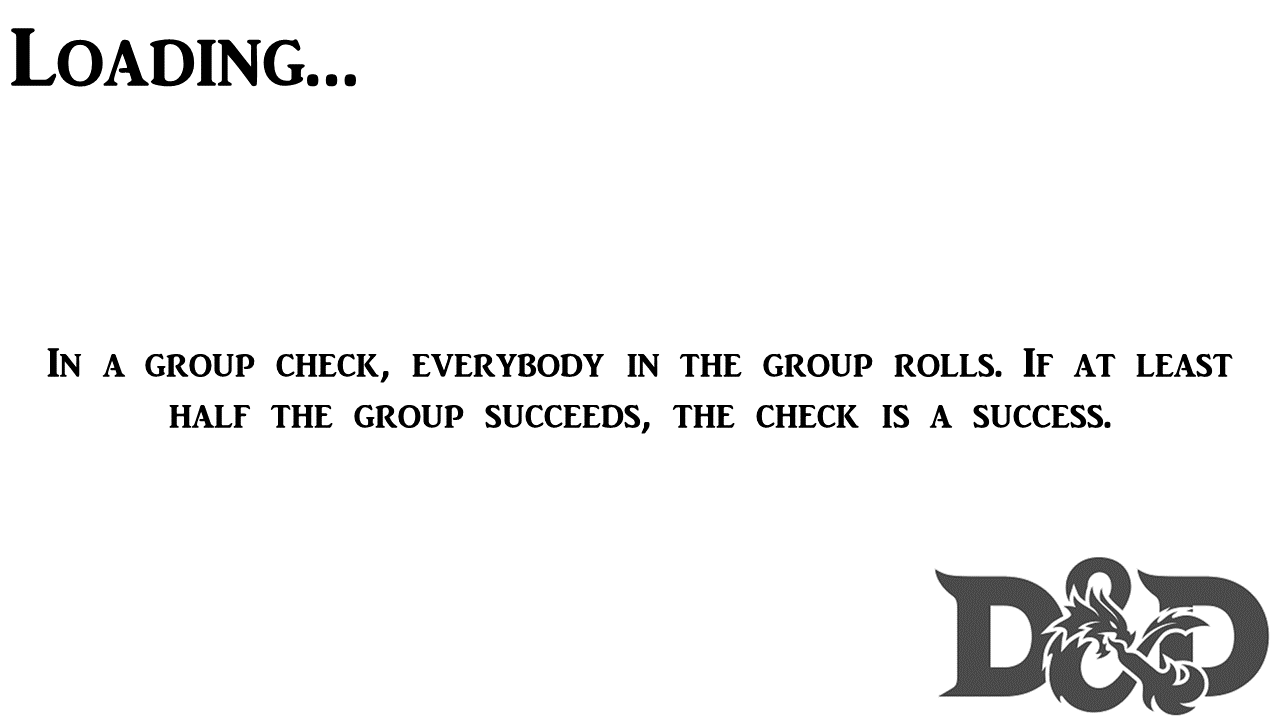 Loading...
In a group check, everybody in the group rolls. If at least
half the group succeeds, the check is a success.
D&D